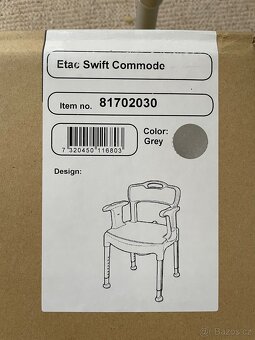 Etac Swift Commode
Item no. 81702030
Color:
Grey
7 320450 116803
Design:
Bazos.cz